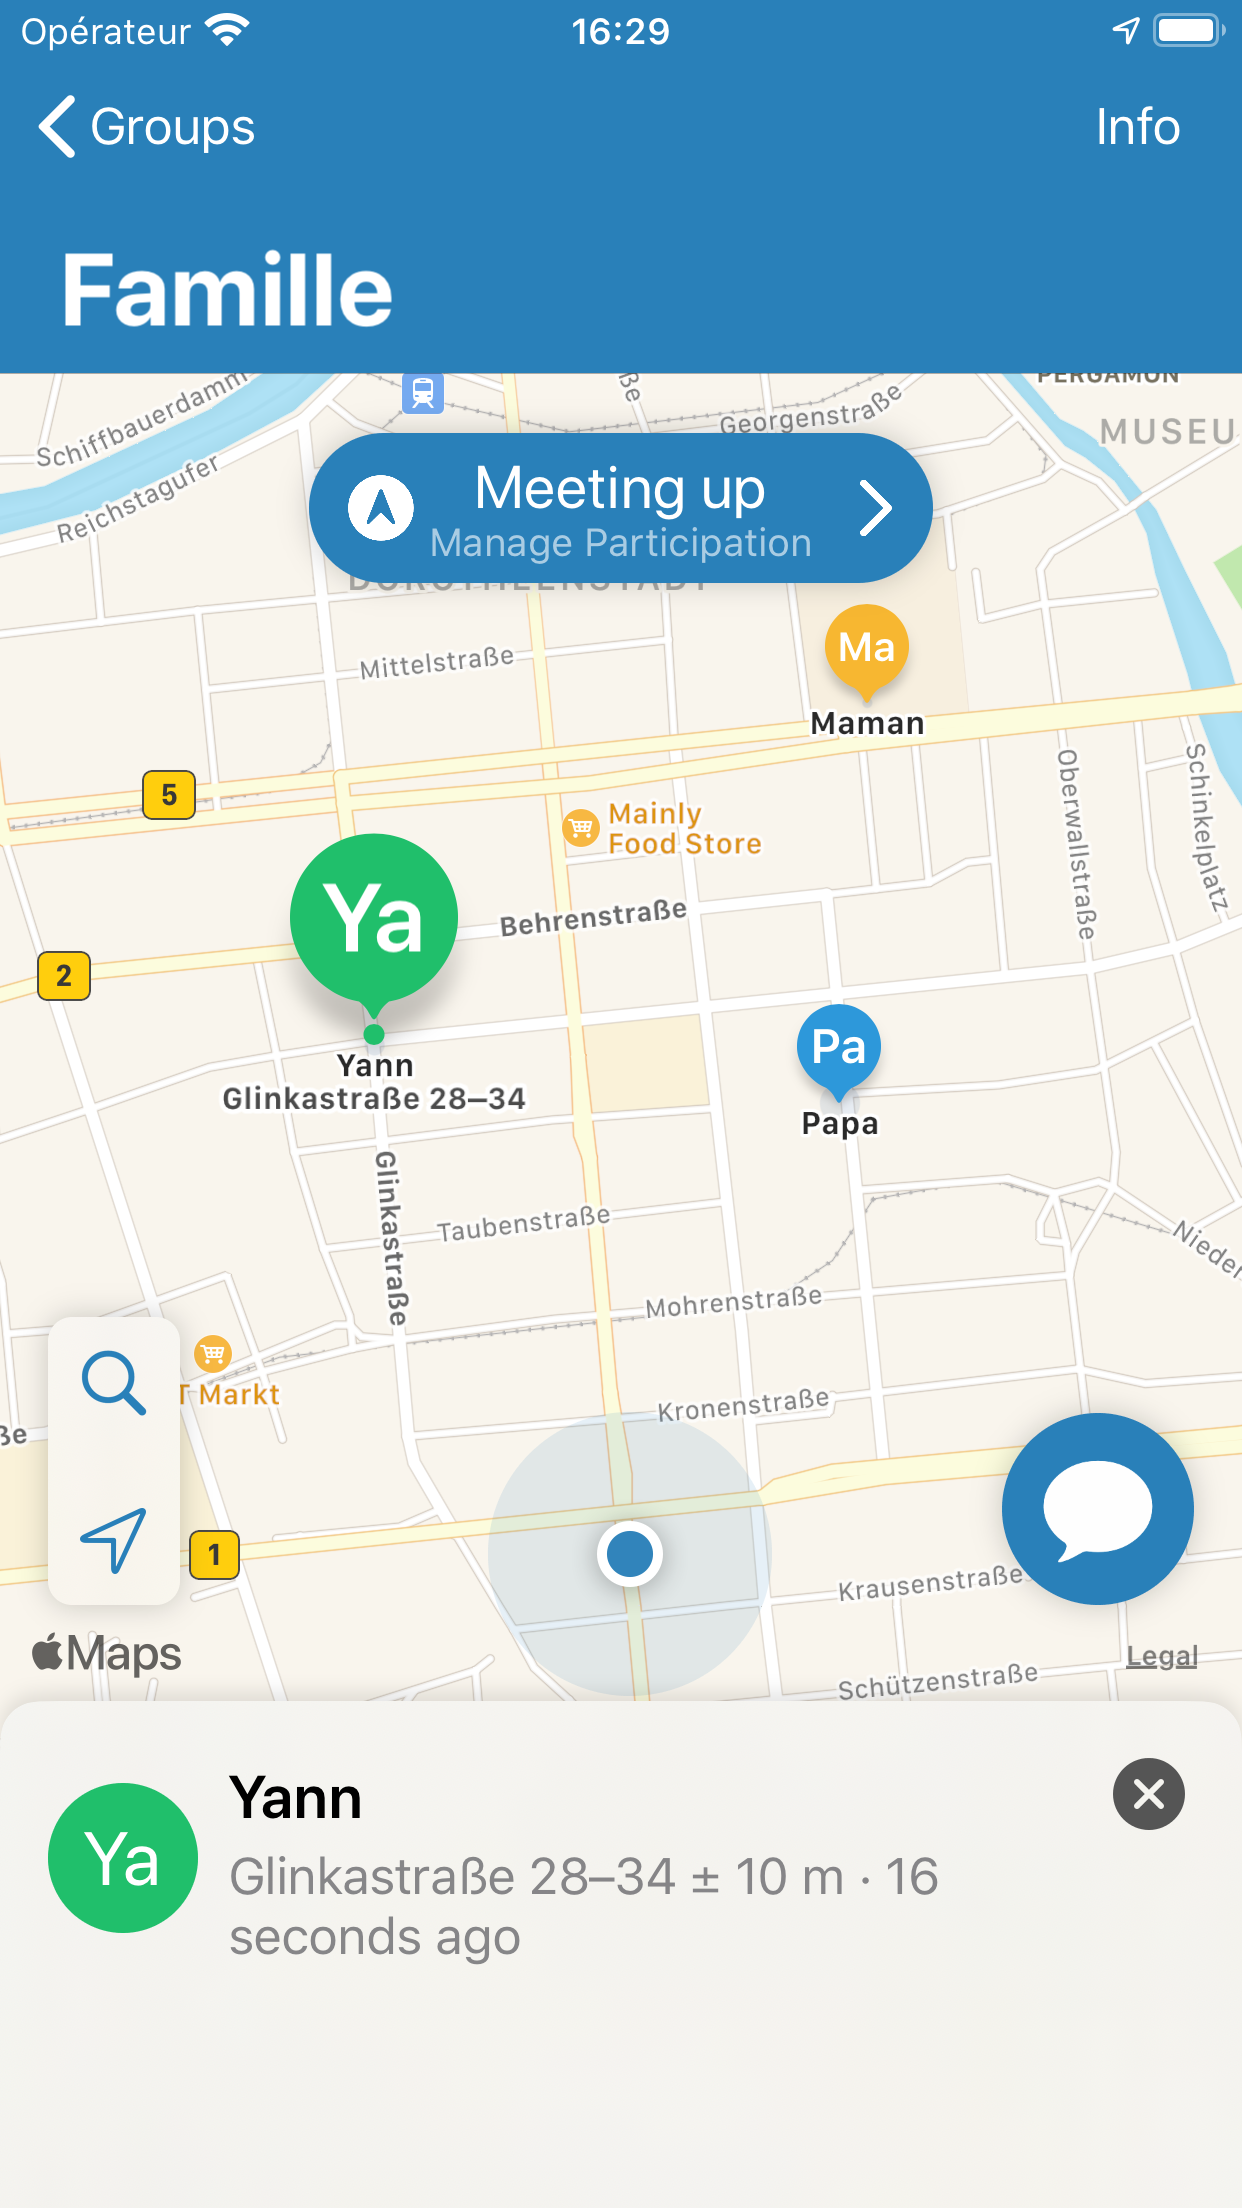 Opérateur
16:29
Groups
Info
Famille
Schiffbauerdamm
Reichstagufer
Georgenstraße
PERGAMON
MUSEU
Meeting up
Manage Participation
DOROTHEENSTADT
Mittelstraße
Ma
Maman
5
Mainly
Food Store
Oberwallstraße
Schinkelplatz
Ya
Behrenstraße
2
Yann
Glinkastraße 28–34
Pa
Papa
Glinkastraße
Taubenstraße
Nieder
Mohrenstraße
T Markt
Kronenstraße
ße
1
Krausenstraße
Maps
Legal
Schützenstraße
Ya
Yann
Glinkastraße 28–34 ± 10 m · 16
seconds ago